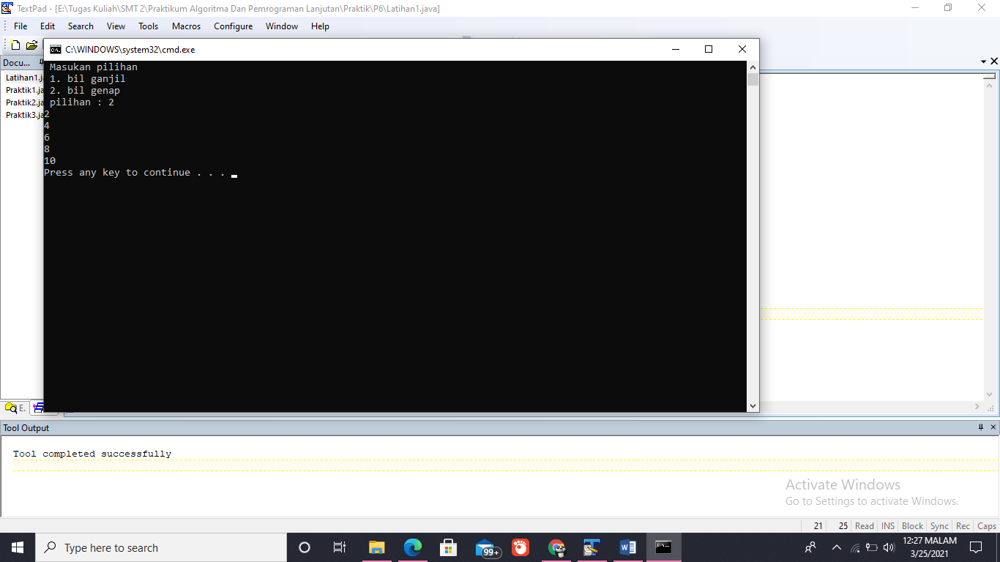 TextPad - [E:\Tugas Kuliah\SMT 2\Praktikum Algoritma Dan Pemrograman Lanjutan\Praktik\P6\Latihan1.java]
File Edit Search View Tools Macros Configure Window Help
C:\WINDOWS\system32\cmd.exe
Docu...
Latihan1.ja
Praktik1.ja
Praktik2.ja
Praktik3.ja
Masukan pilihan
1. bil ganjil
2. bil genap
pilihan : 2
2
4
6
8
10
Press any key to continue . . .
E.
Tool Output
Tool completed successfully
Activate Windows
Go to Settings to activate Windows.
21 25 Read INS Block Sync Rec Caps
Type here to search
99+
12:27 MALAM
3/25/2021